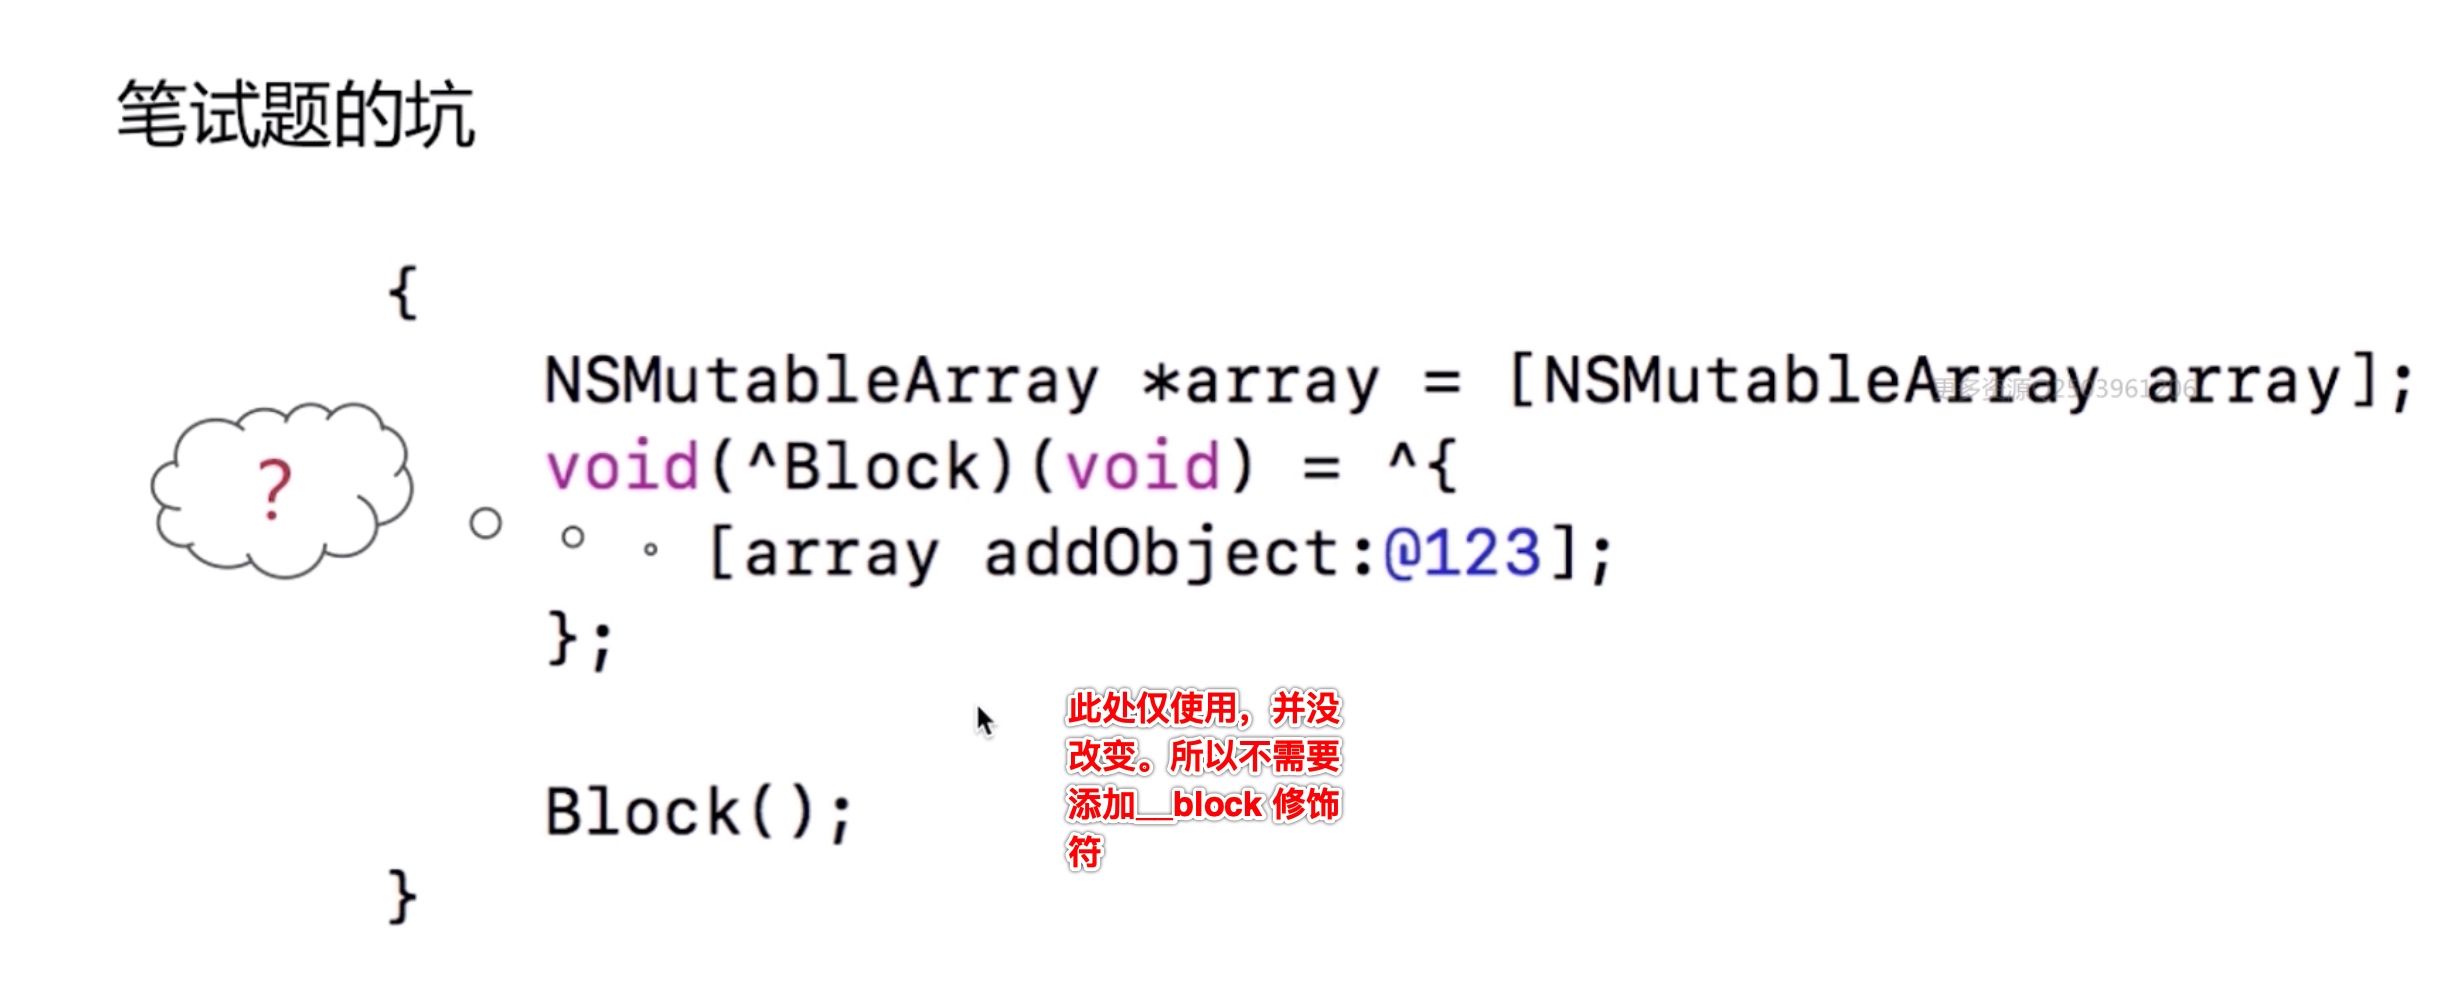 笔试题的坑
{
NSMutableArray *array = [NSMutableArray array];
void(^Block)(void) = ^{
?
[array addObject:@123];
};
此处仅使用，并没
改变。所以不需要
添加__block 修饰
符
Block();
}